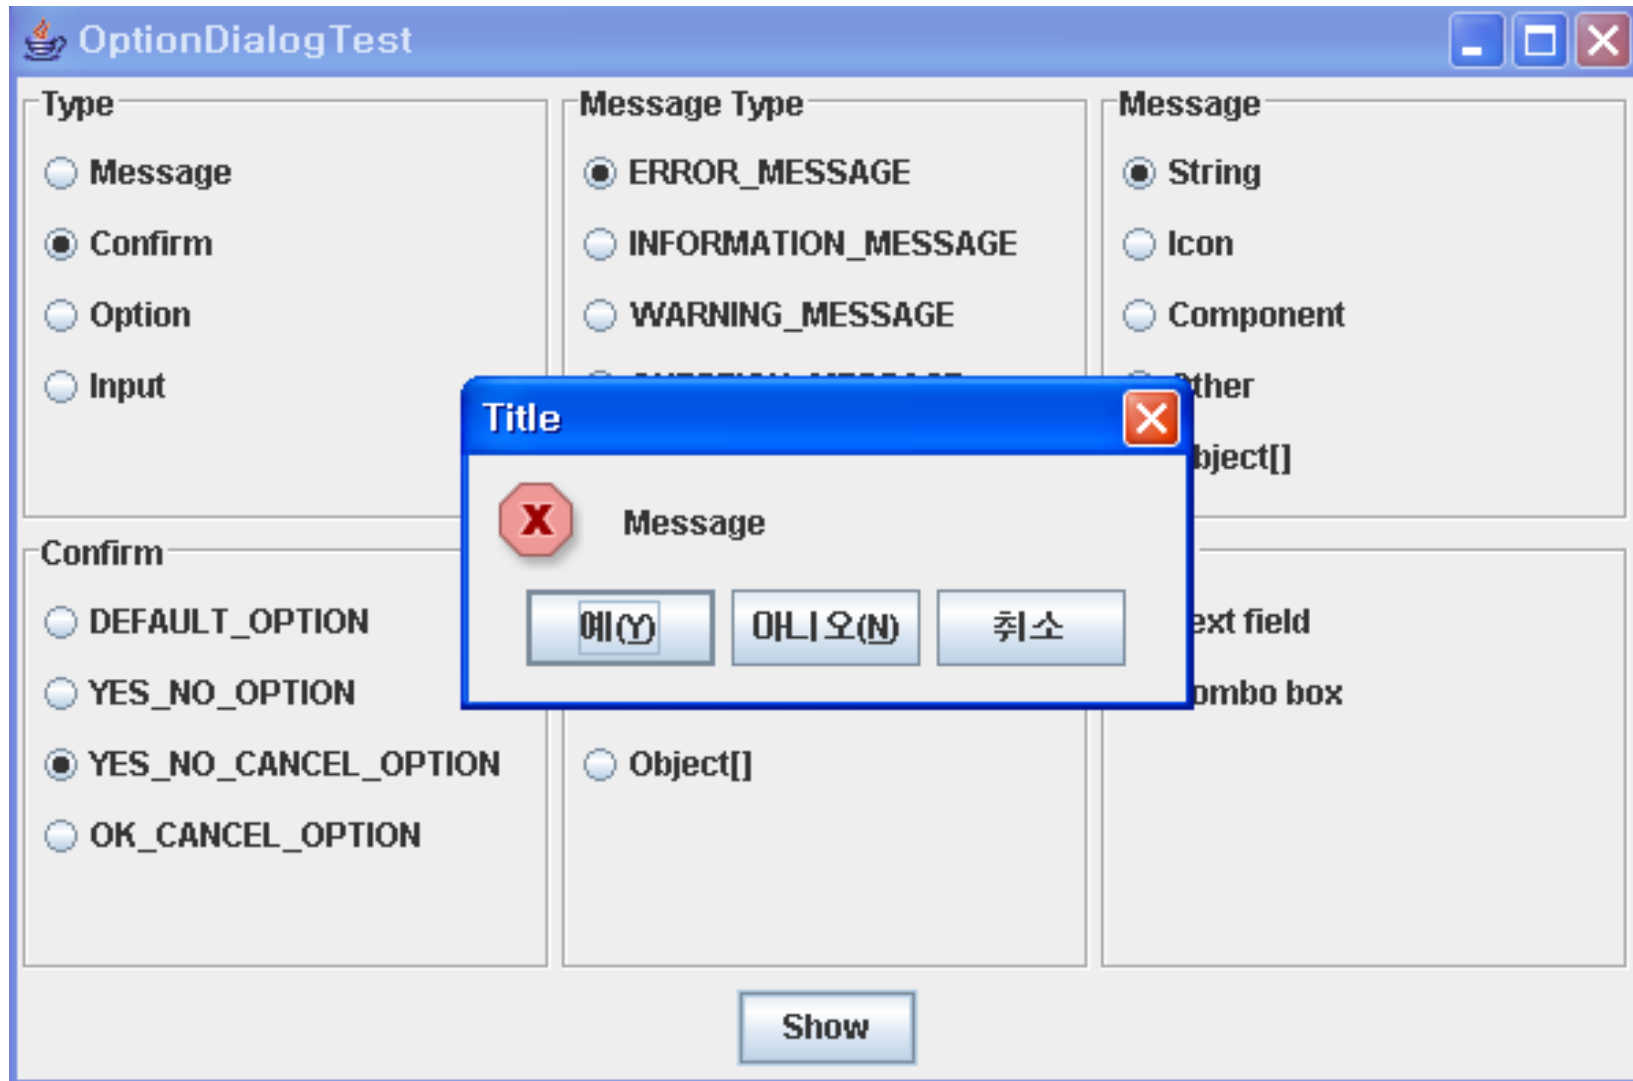 OptionDialogTest
Type
Message
Confirm
Option
Input
Message Type
ERROR_MESSAGE
INFORMATION_MESSAGE
WARNING_MESSAGE
Message
String
Icon
Component
Title
Message
예(Y)
아니오(N)
취소
Confirm
DEFAULT_OPTION
YES_NO_OPTION
YES_NO_CANCEL_OPTION
OK_CANCEL_OPTION
Object[]
Show